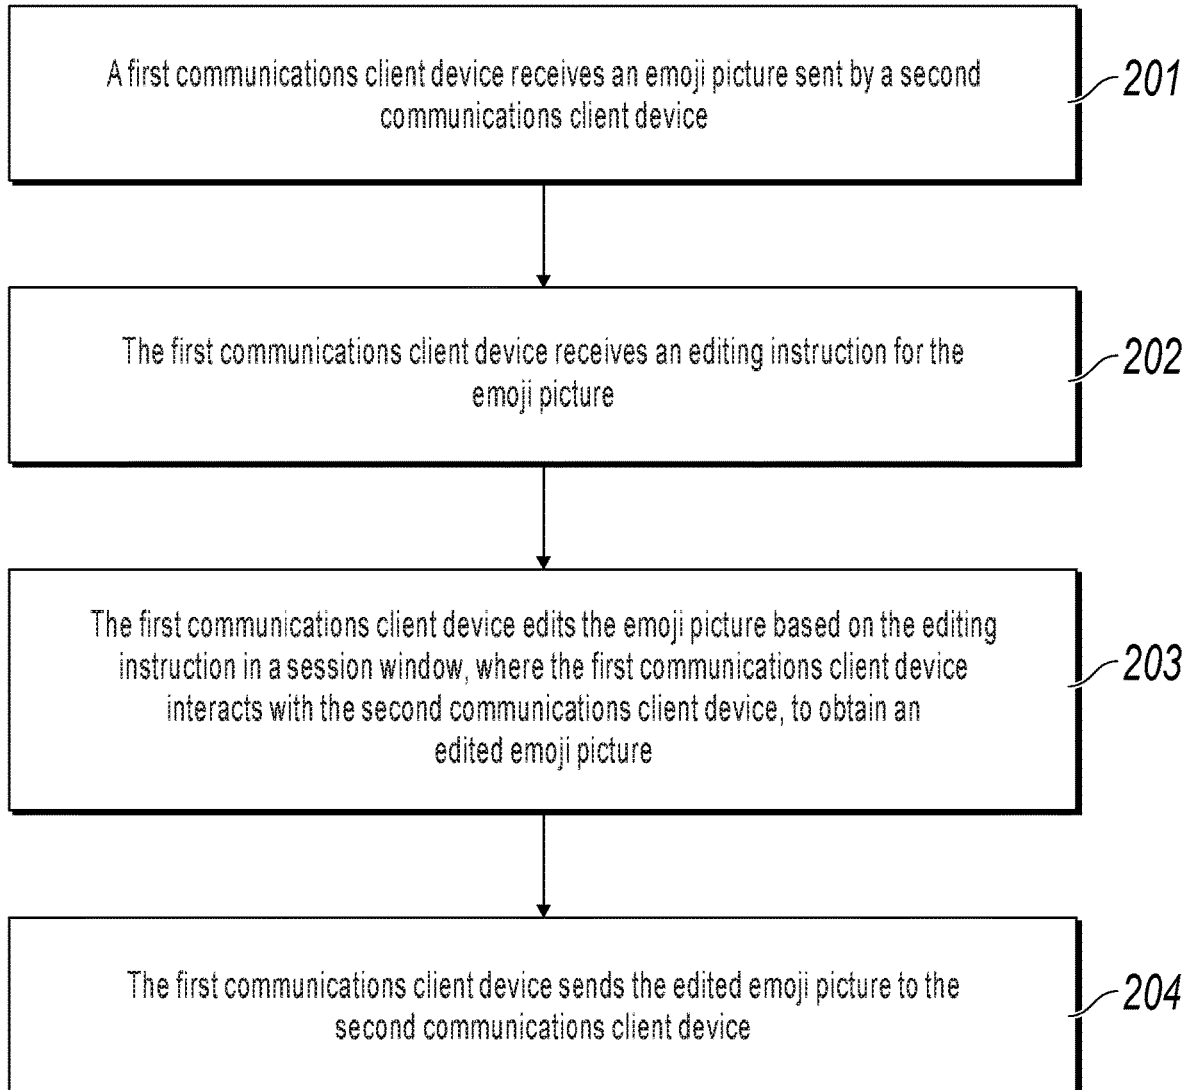 A first communications client device receives an emoji picture sent by a second
communications client device
201
The first communications client device receives an editing instruction for the
emoji picture
202
The first communications client device edits the emoji picture based on the editing
instruction in a session window, where the first communications client device
interacts with the second communications client device, to obtain an
edited emoji picture
203
The first communications client device sends the edited emoji picture to the
second communications client device
204